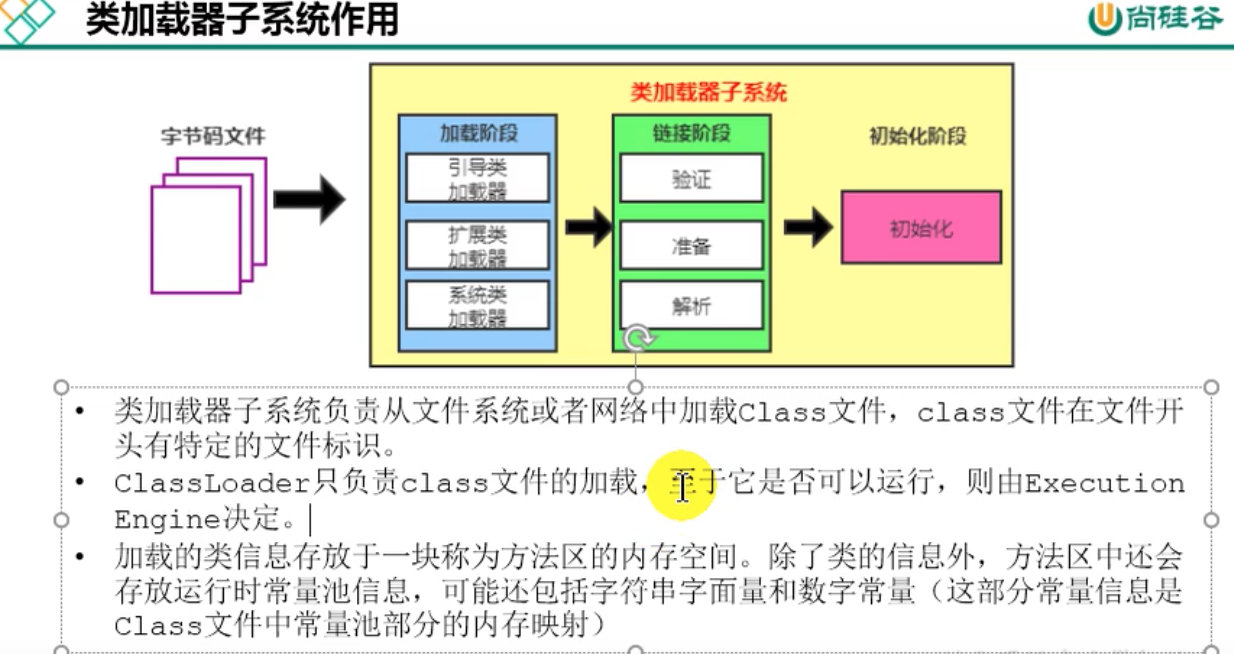 类加载器子系统作用
尚硅谷
类加载器子系统
字节码文件
加载阶段
引导类
加载器
扩展类
加载器
系统类
加载器
链接阶段
验证
准备
解析
初始化阶段
初始化
• 类加载器子系统负责从文件系统或者网络中加载Class文件，class文件在文件开
头有特定的文件标识。
• ClassLoader只负责class文件的加载，至于它是否可以运行，则由Execution
Engine决定。
• 加载的类信息存放于一块称为方法区的内存空间。除了类的信息外，方法区中还会
存放运行时常量池信息，可能还包括字符串字面量和数字常量（这部分常量信息是
Class文件中常量池部分的内存映射）